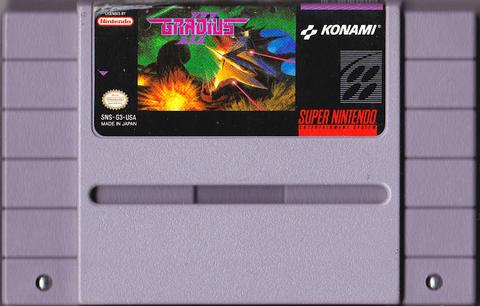 LICENSED BY
Nintendo
GRADIUS
III
KONAMI®
SNS-G3-USA
MADE IN JAPAN
SUPER NINTENDO
ENTERTAINMENT SYSTEM